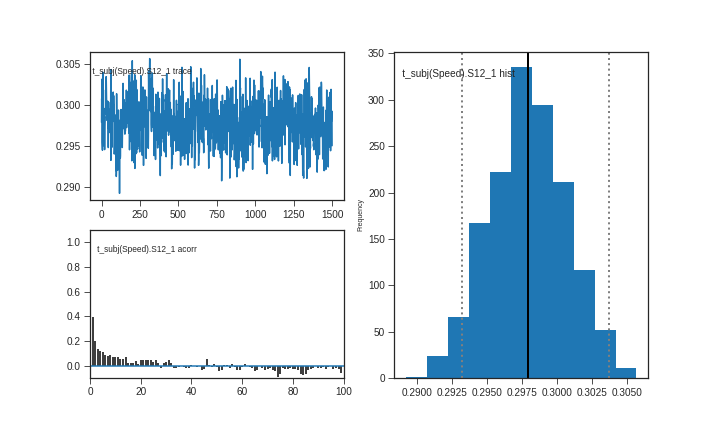 t_subj(Speed).S12_1 trace
0.305
0.300
0.295
0.290
0 250 500 750 1000 1250 1500
t_subj(Speed).S12_1 acorr
1.0
0.8
0.6
0.4
0.2
0.0
0 20 40 60 80 100
t_subj(Speed).S12_1 hist
Frequency
350
300
250
200
150
100
50
0
0.2900 0.2925 0.2950 0.2975 0.3000 0.3025 0.3050